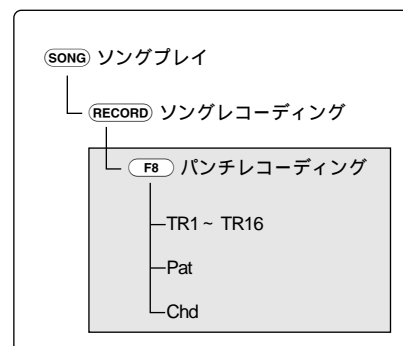 SONG ソングプレイ
RECORD ソングレコーディング
F8 パンチレコーディング
TR1~ TR16
Pat
Chd